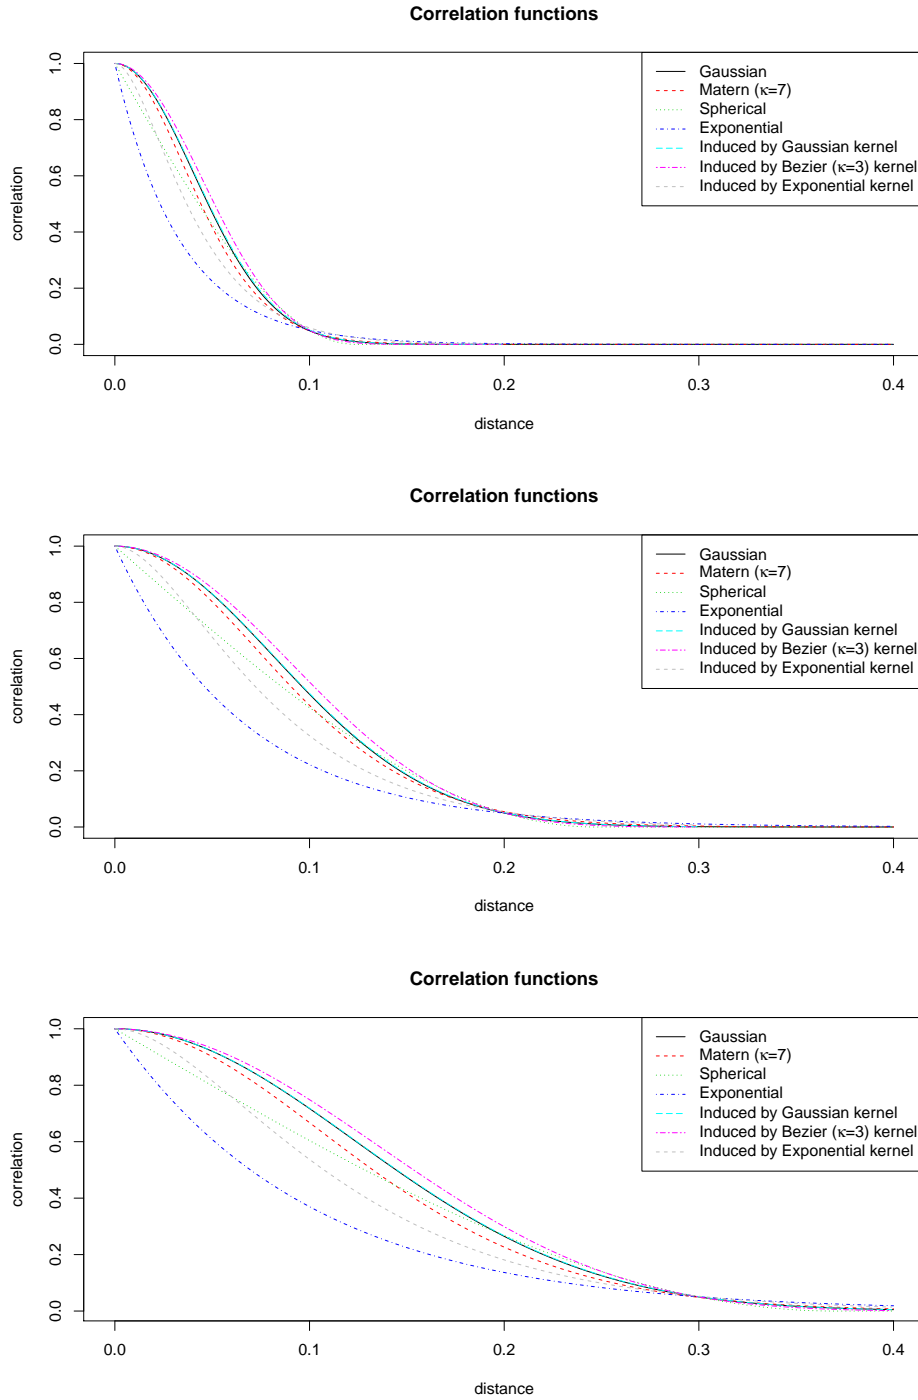 Correlation functions
correlation
0.0
0.2
0.4
0.6
0.8
1.0
Gaussian
Matern (κ=7)
Spherical
Exponential
Induced by Gaussian kernel
Induced by Bezier (κ=3) kernel
Induced by Exponential kernel
0.0 0.1 0.2 0.3 0.4
distance
Correlation functions
correlation
0.0
0.2
0.4
0.6
0.8
1.0
Gaussian
Matern (κ=7)
Spherical
Exponential
Induced by Gaussian kernel
Induced by Bezier (κ=3) kernel
Induced by Exponential kernel
0.0 0.1 0.2 0.3 0.4
distance
Correlation functions
correlation
0.0
0.2
0.4
0.6
0.8
1.0
Gaussian
Matern (κ=7)
Spherical
Exponential
Induced by Gaussian kernel
Induced by Bezier (κ=3) kernel
Induced by Exponential kernel
0.0 0.1 0.2 0.3 0.4
distance